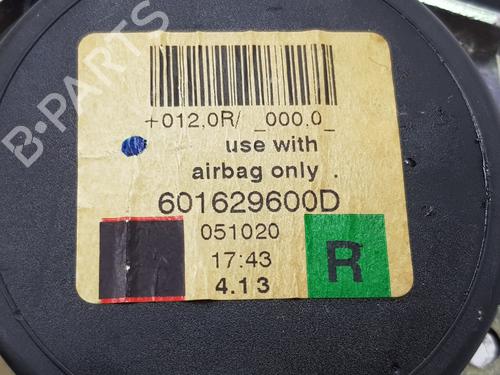 B-PARTS
+012,0R/ _000.0_
use with
airbag only .
601629600D
051020
17:43
4.13
R